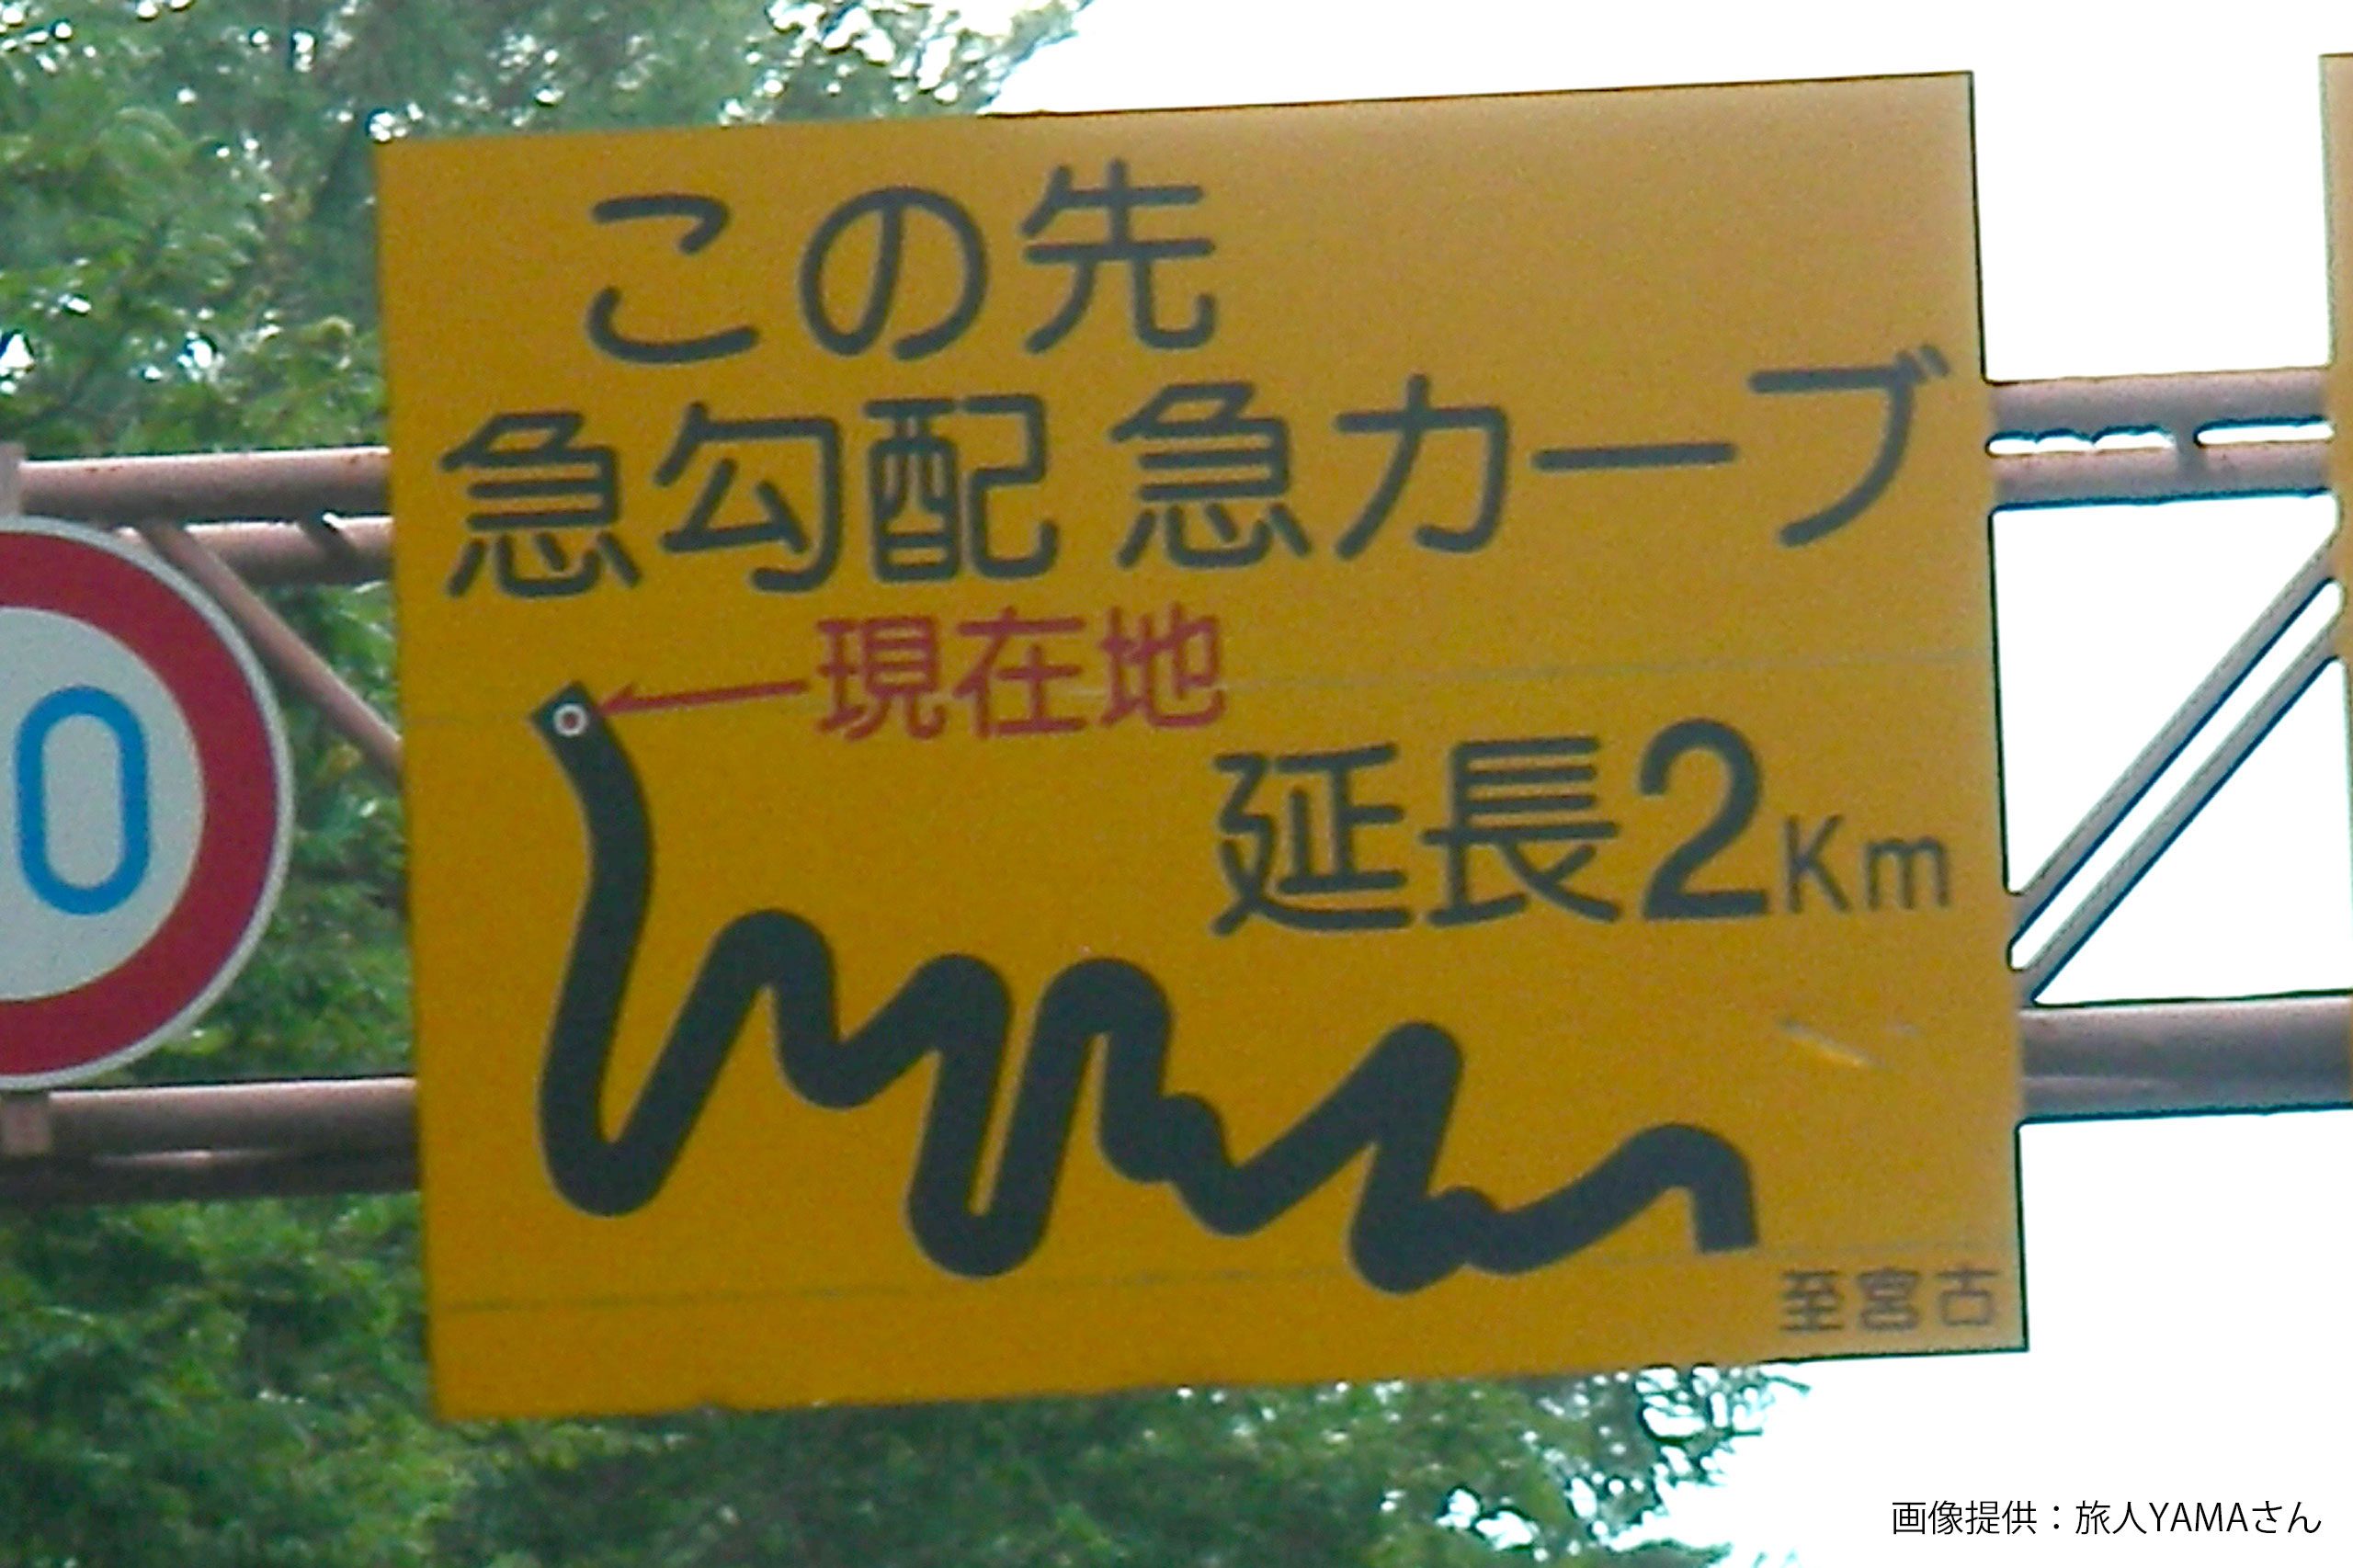 この先
急勾配 急カーブ
現在地
延長2Km
至宮古
0
画像提供：旅人YAMAさん